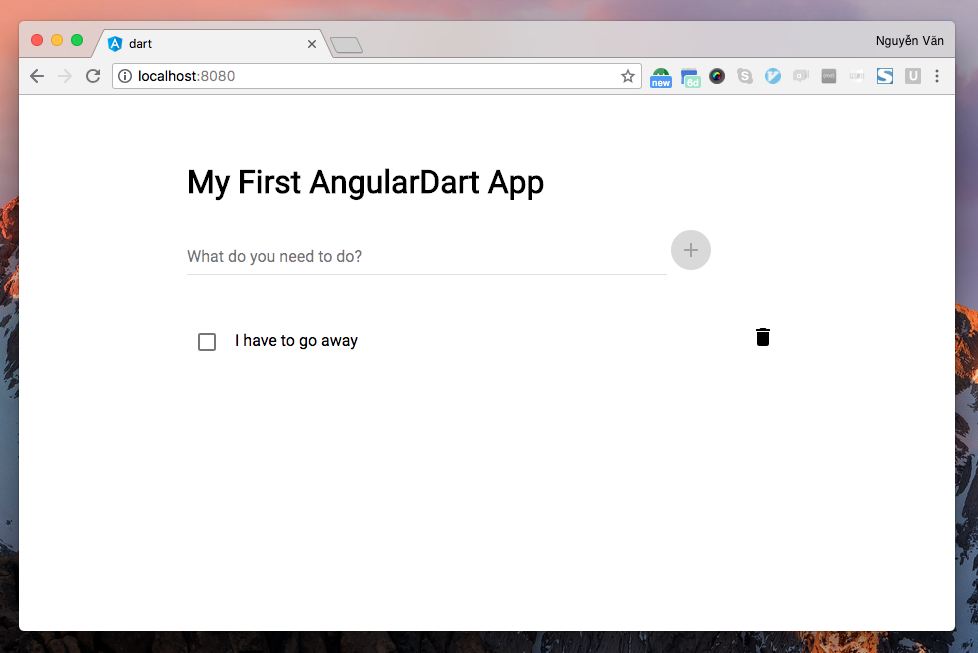 dart
Nguyễn Văn
localhost:8080
new
6d
My First AngularDart App
What do you need to do?
I have to go away